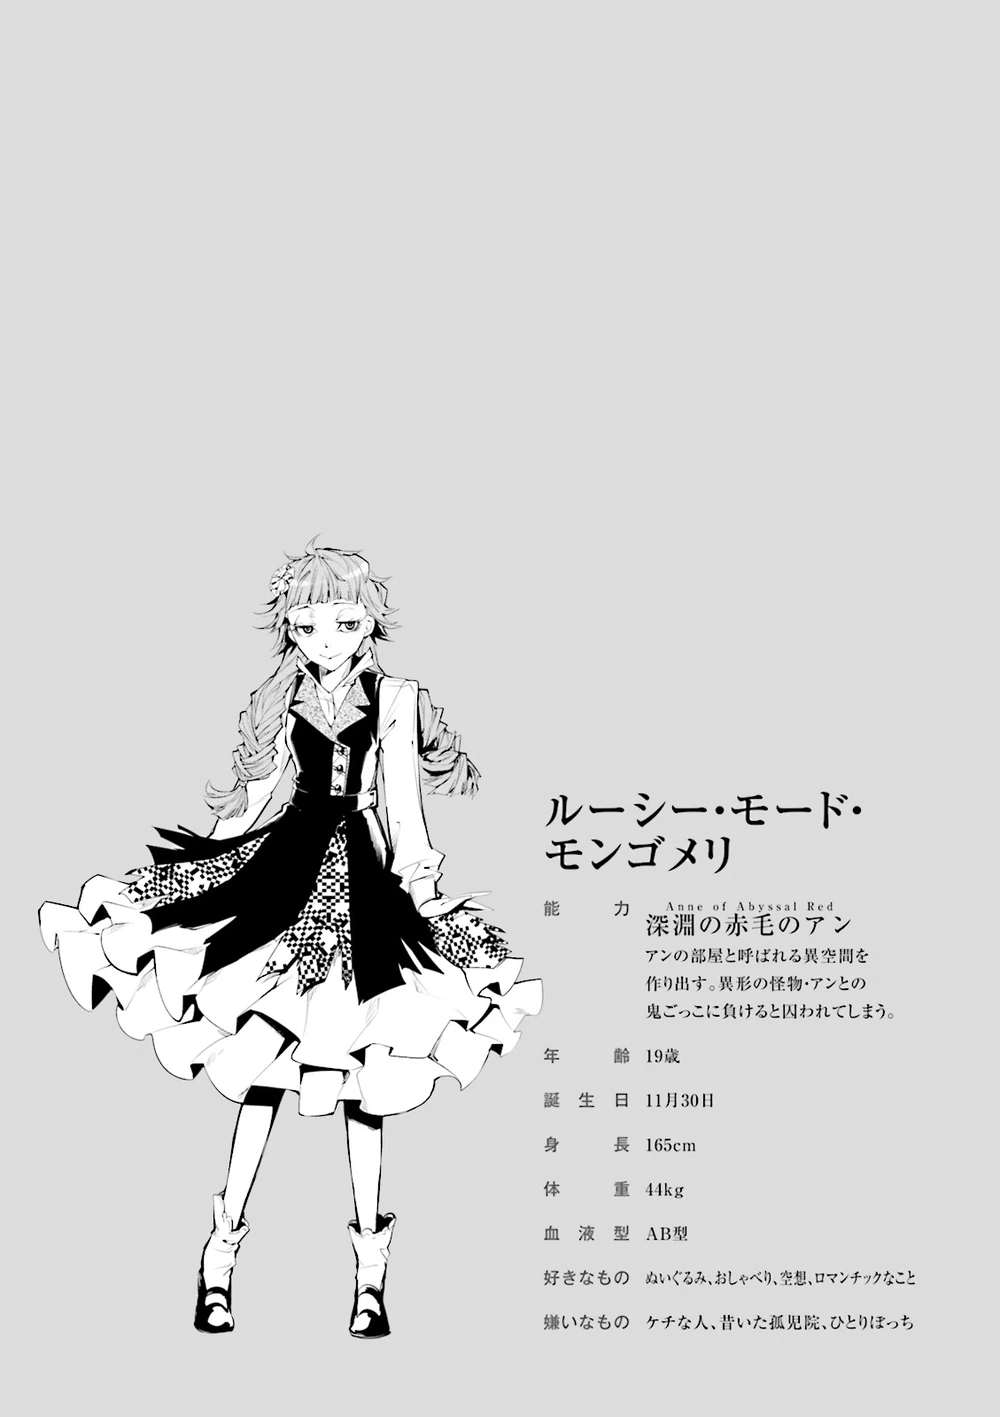 ルーシー・モード・
モンゴメリ
能力 Anne of Abyssal Red
深淵の赤毛のアン
アンの部屋と呼ばれる異空間を
作り出す。異形の怪物・アンとの
鬼ごっこに負けると囚われてしまう。
年齢 19歳
誕生日 11月30日
身長 165cm
体重 44kg
血液型 AB型
好きなもの ぬいぐるみ、おしゃべり、空想、ロマンチックなこと
嫌いなもの ケチな人、昔いた孤児院、ひとりぼっち